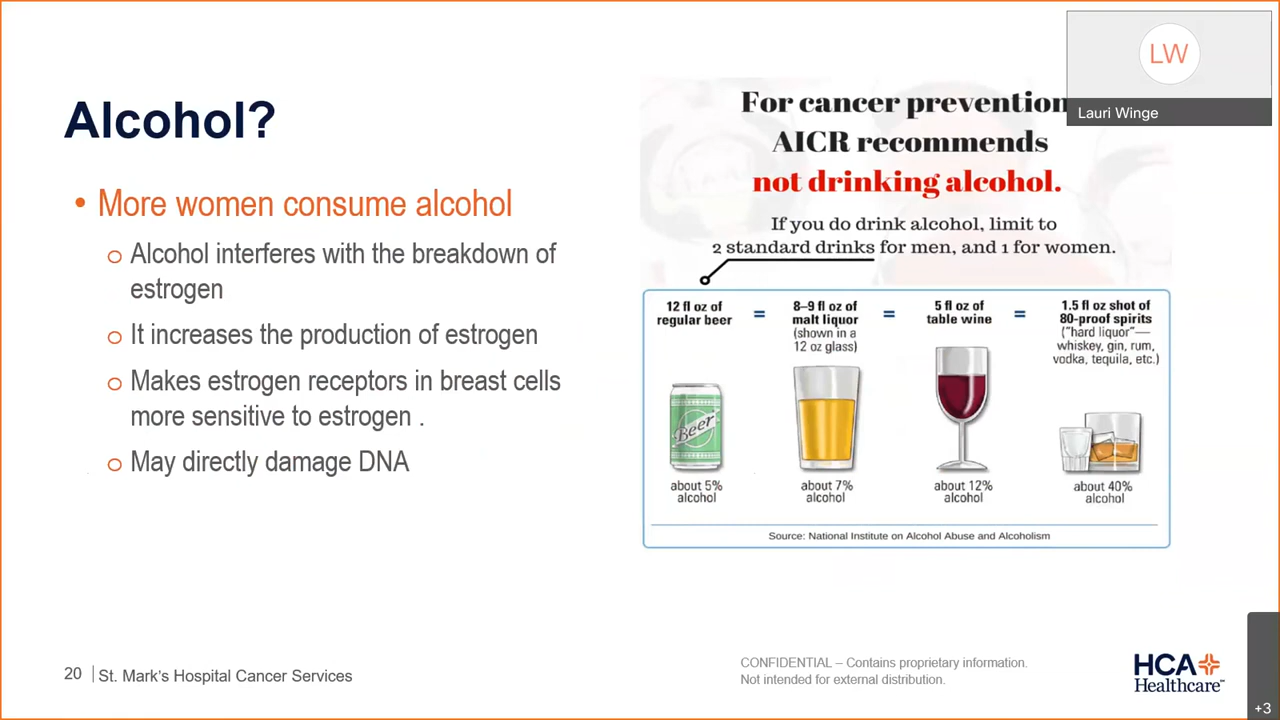 LW
Lauri Winge
Alcohol?
• More women consume alcohol
o Alcohol interferes with the breakdown of
estrogen
o It increases the production of estrogen
o Makes estrogen receptors in breast cells
more sensitive to estrogen .
o May directly damage DNA
For cancer prevention
AICR recommends
not drinking alcohol.
If you do drink alcohol, limit to
2 standard drinks for men, and 1 for women.
12 fl oz of
regular beer
=
8–9 fl oz of
malt liquor
(shown in a
12 oz glass)
=
5 fl oz of
table wine
=
1.5 fl oz shot of
80-proof spirits
("hard liquor"—
whiskey, gin, rum,
vodka, tequila, etc.)
Beer
about 5%
alcohol
about 7%
alcohol
about 12%
alcohol
about 40%
alcohol
Source: National Institute on Alcohol Abuse and Alcoholism
20 | St. Mark's Hospital Cancer Services
CONFIDENTIAL – Contains proprietary information.
Not intended for external distribution.
HCA
Healthcare™
+3